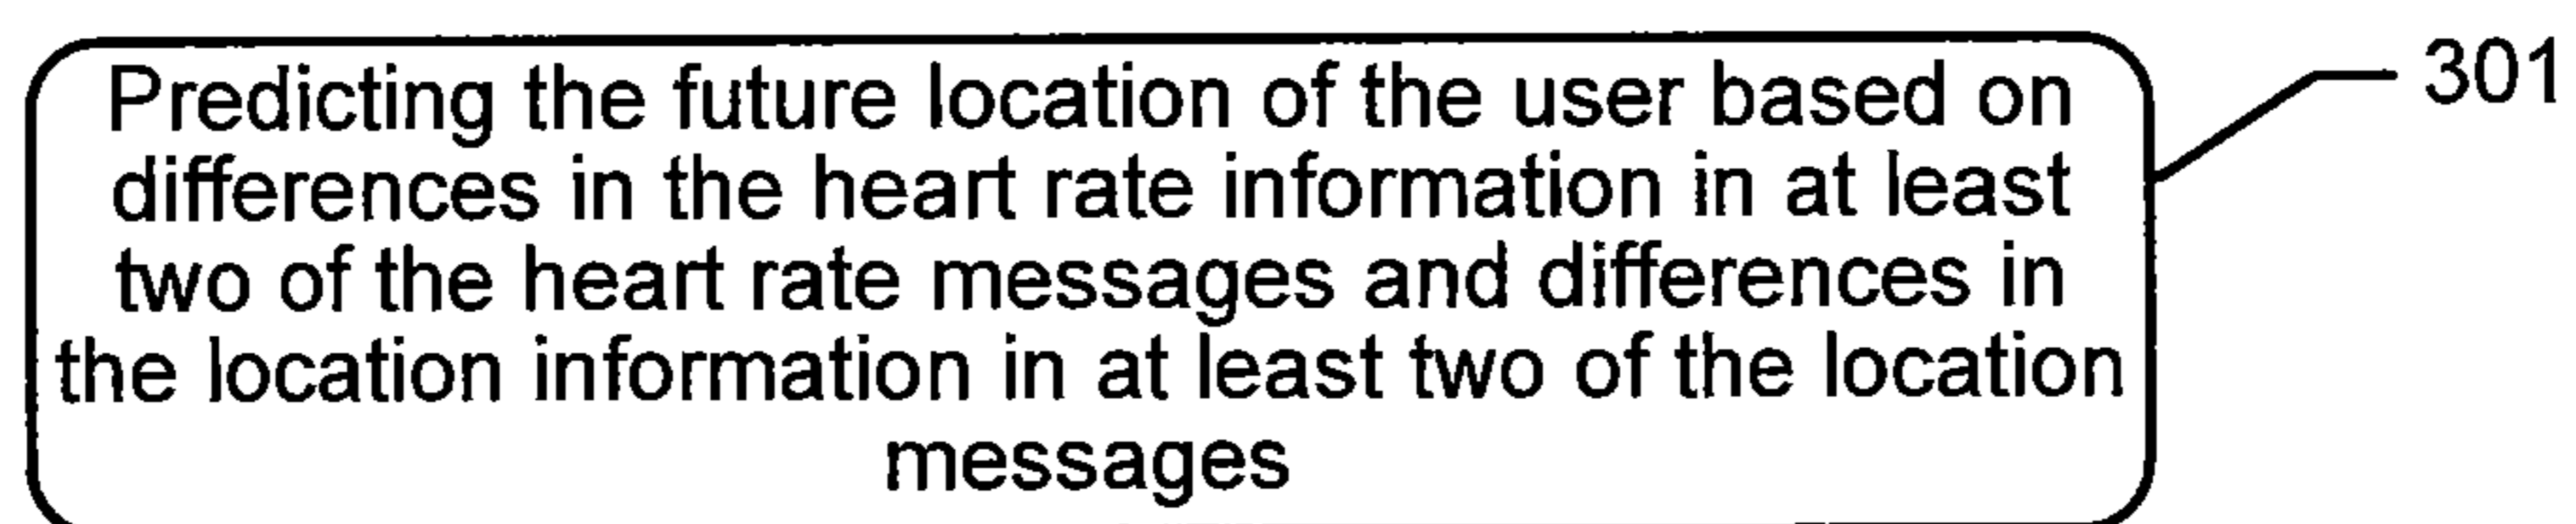 Predicting the future location of the user based on
differences in the heart rate information in at least
two of the heart rate messages and differences in
the location information in at least two of the location
messages
301